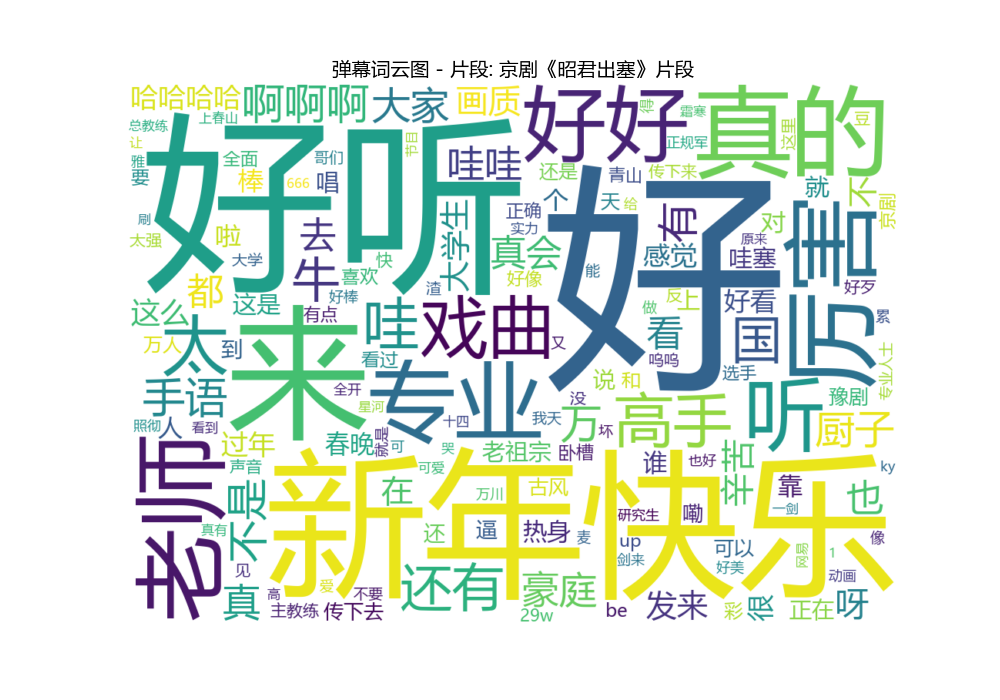 弹幕词云图 - 片段: 京剧《昭君出塞》片段
哈哈哈哈
啊啊啊
大家
画质
好好
真的
得
霜寒
豆
总教练
上春山
节目
正规军
这里
让
雅
全面
哥们
哇哇
还是
传下来
要
棒
666
唱
大学生
个
青山
天
给
就
不
京剧
刷
好听
好
去
正确
实力
有
对
害
厉害
太强
啦
牛
快
真会
感觉
原来
哇塞
大学
喜欢
渣
好像
能
反
上
好看
好歹
都
这是
好棒
有点
做
这么
来
哇
戏曲
看
国
累
万人
太
到
看过
又
呜呜
选手
专业人士
手语
全开
专业
没
说
和
听
豫剧
星河
我天
万
高手
厨子
照彻
人
看到
十四
坏
过年
春晚
就是
可
哭
老祖宗
卧槽
谁
也好
辛苦
老师
声音
可爱
ky
不是
新年快乐
在
万川
古风
靠
也
研究生
嘞
一剑
真有
还
逼
热身
麦
up
可以
网易
1
像
见
爱
剑来
好美
动画
真
高
不要
还有
豪庭
主教练
传下去
29w
be
发来
彩
很
正在
呀